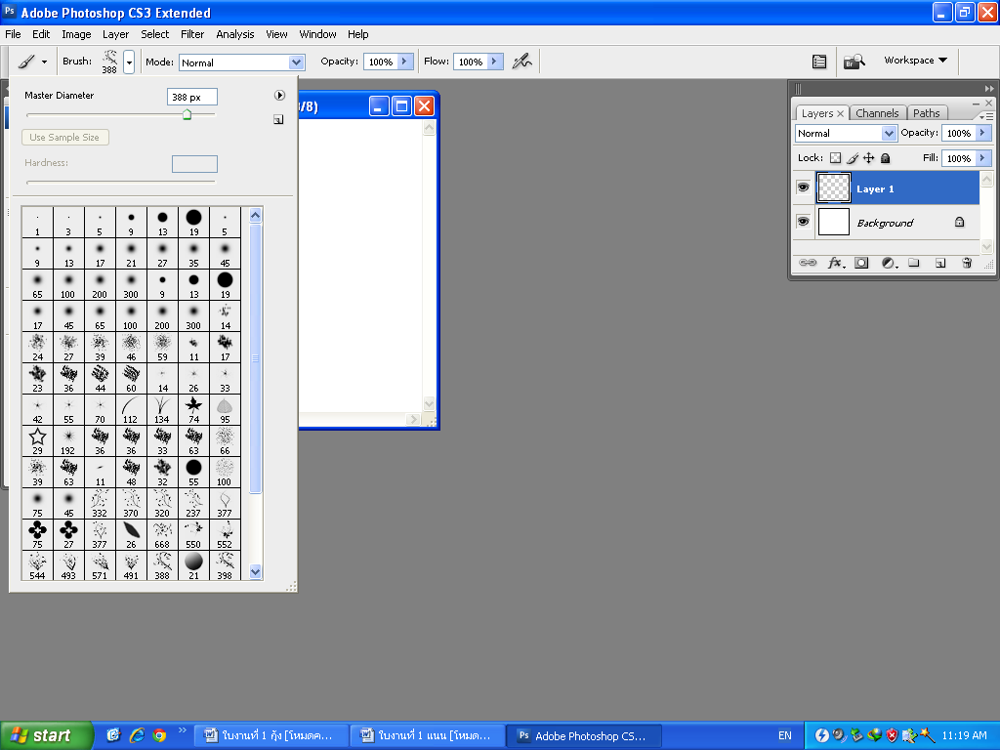 Adobe Photoshop CS3 Extended
File Edit Image Layer Select Filter Analysis View Window Help
Brush: 388 Mode: Normal Opacity: 100% Flow: 100% Workspace
Master Diameter 388 px
Use Sample Size
Hardness:
1 3 5 9 13 19 5
9 13 17 21 27 35 45
65 100 200 300 9 13 19
17 45 65 100 200 300 14
24 27 39 46 59 11 17
23 36 44 60 14 26 33
42 55 70 112 134 74 95
29 192 36 36 33 63 66
39 63 11 48 32 55 100
75 45 332 370 320 237 377
75 27 377 26 668 550 552
544 493 571 491 388 21 398
/8)
Layers Channels Paths
Normal Opacity: 100%
Lock: Fill: 100%
Layer 1
Background
start ใบงานที่ 1 กุ้ง [โหมดค... ใบงานที่ 1 แนน [โหมด... Adobe Photoshop CS... EN 11:19 AM